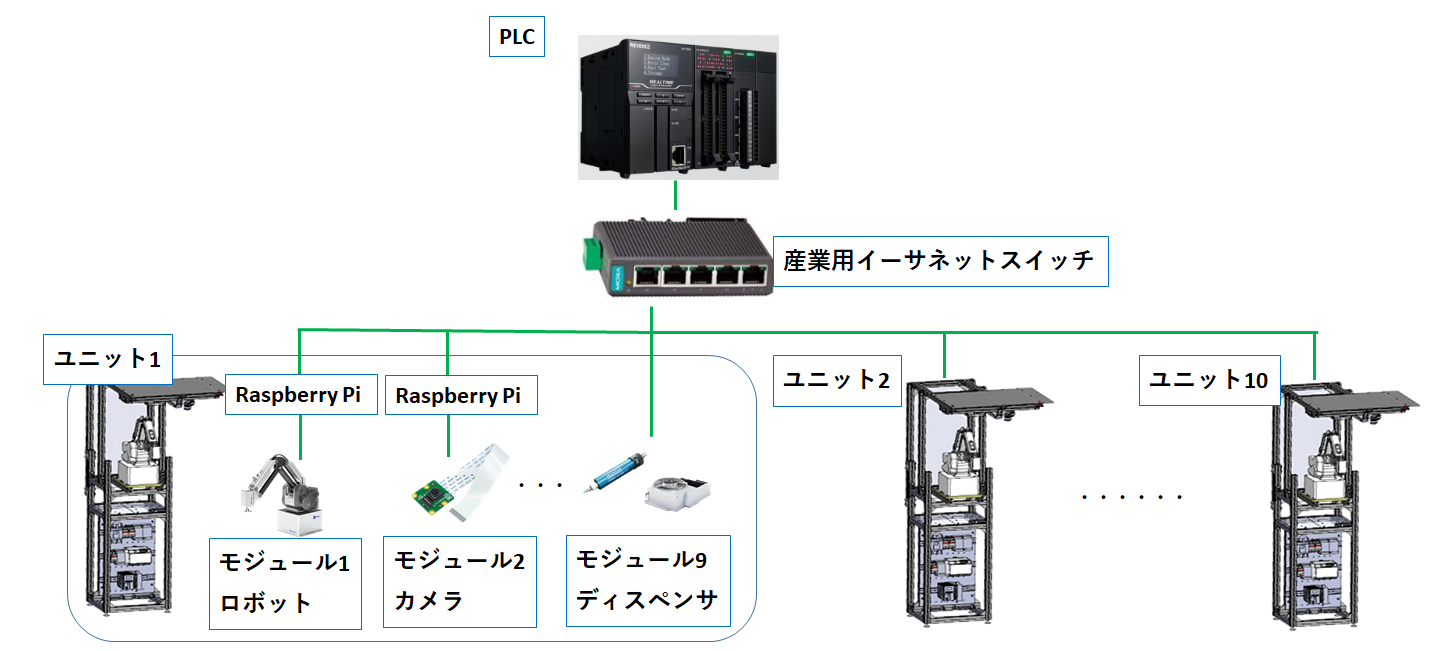 PLC
KEYENCE
MOXA
産業用イーサネットスイッチ
ユニット1
Raspberry Pi
Raspberry Pi
ユニット2
ユニット10
・・・
・・・・・・
モジュール1
ロボット
モジュール2
カメラ
モジュール9
ディスペンサ